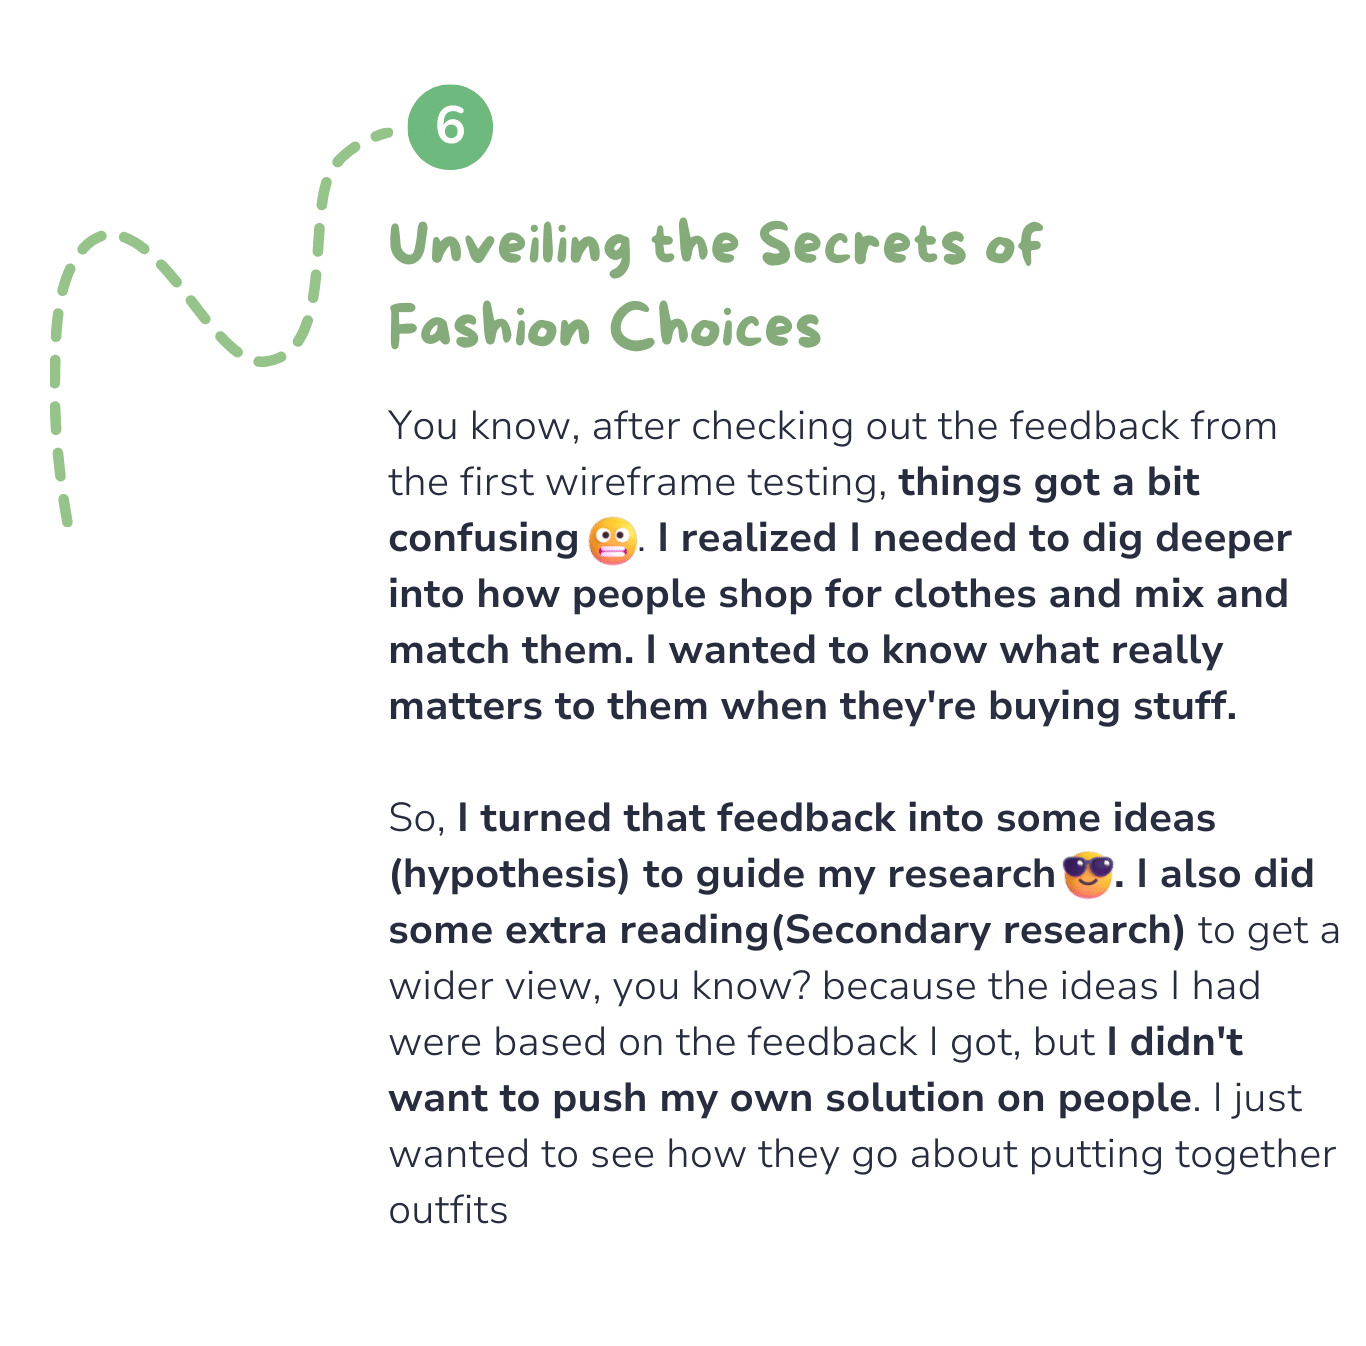 6
Unveiling the Secrets of
Fashion Choices
You know, after checking out the feedback from
the first wireframe testing, things got a bit
confusing 😬. I realized I needed to dig deeper
into how people shop for clothes and mix and
match them. I wanted to know what really
matters to them when they're buying stuff.
So, I turned that feedback into some ideas
(hypothesis) to guide my research😎. I also did
some extra reading(Secondary research) to get a
wider view, you know? because the ideas I had
were based on the feedback I got, but I didn't
want to push my own solution on people. I just
wanted to see how they go about putting together
outfits